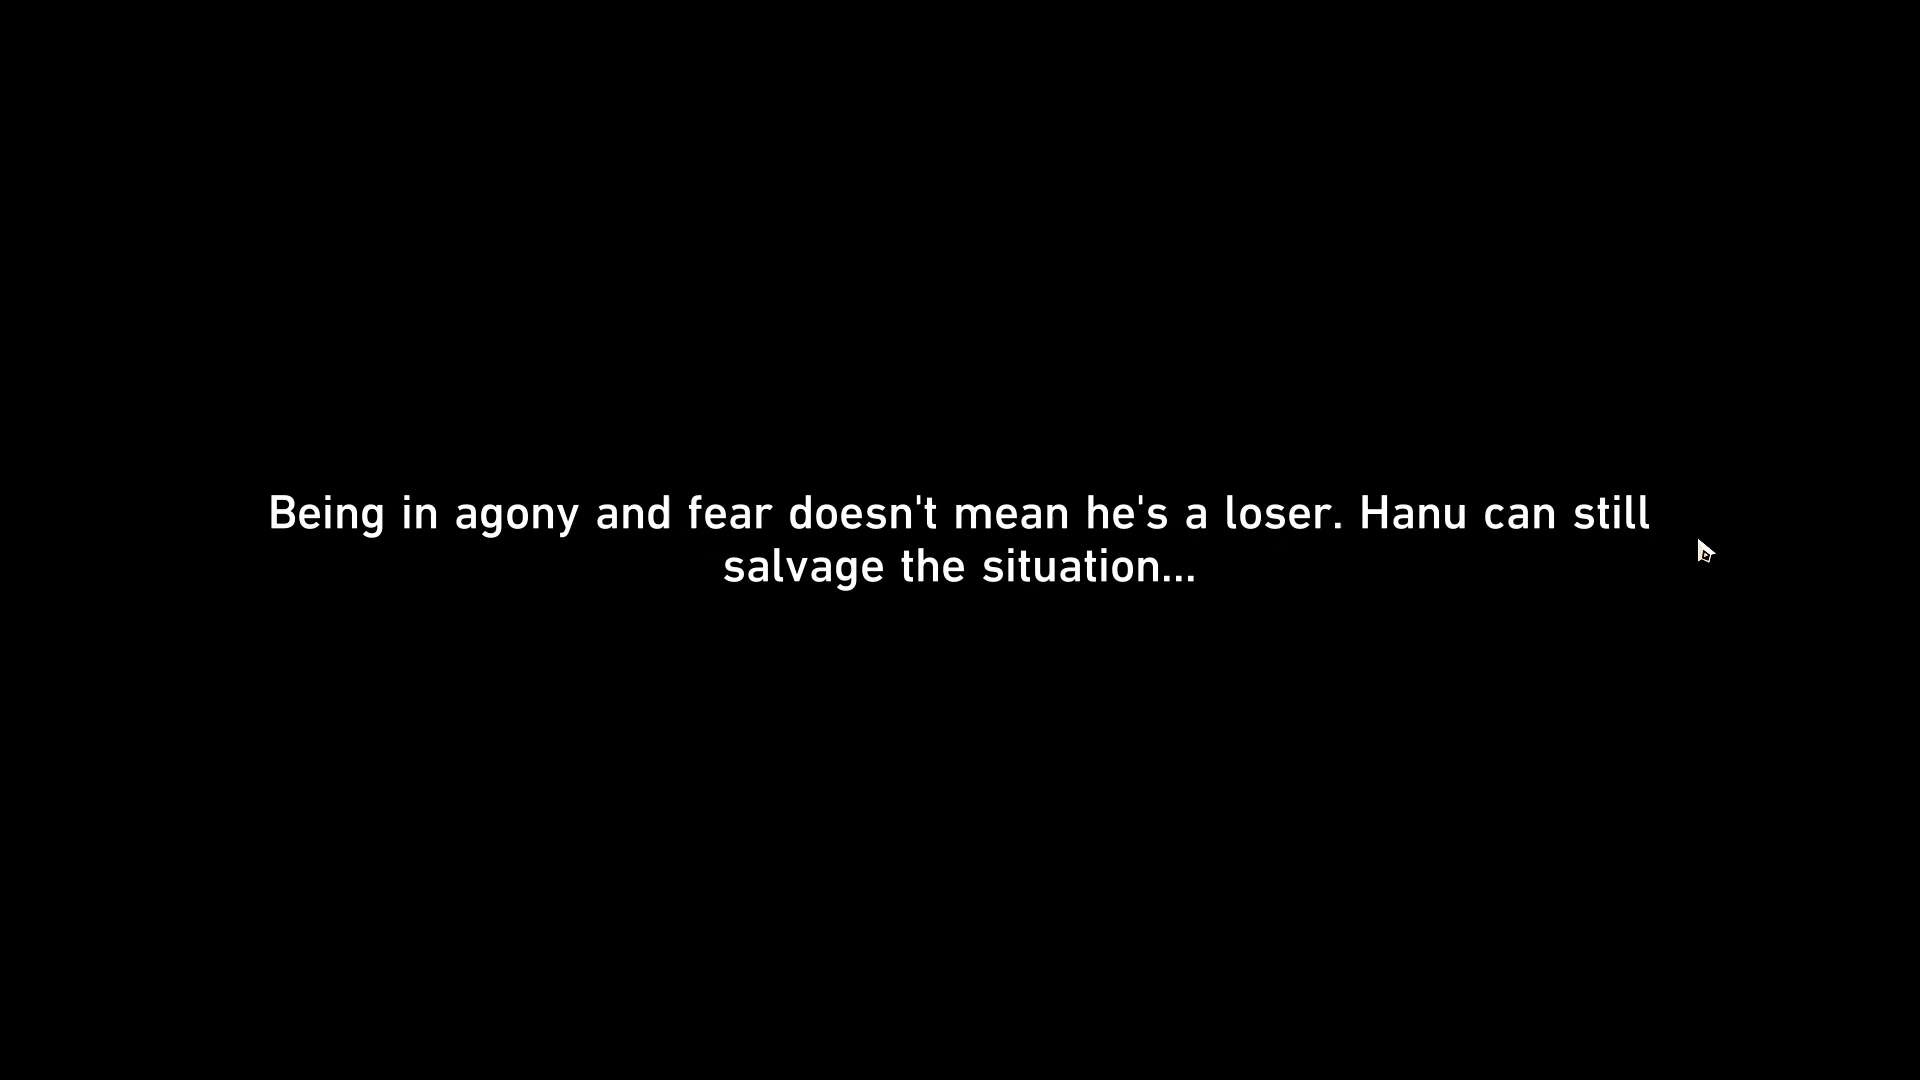 Being in agony and fear doesn't mean he's a loser. Hanu can still
salvage the situation...